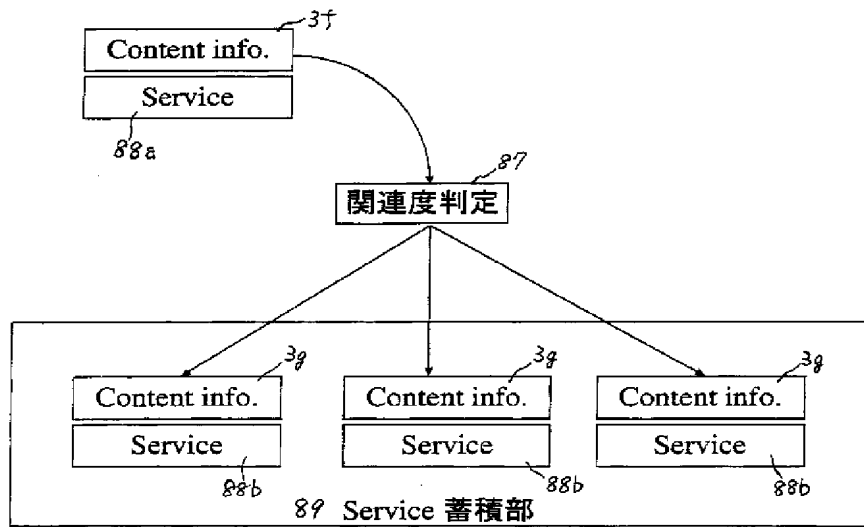 3f
Content info.
Service
88a
87
関連度判定
3g 3g 3g
Content info. Content info. Content info.
Service Service Service
88b 88b 88b
89 Service 蓄積部